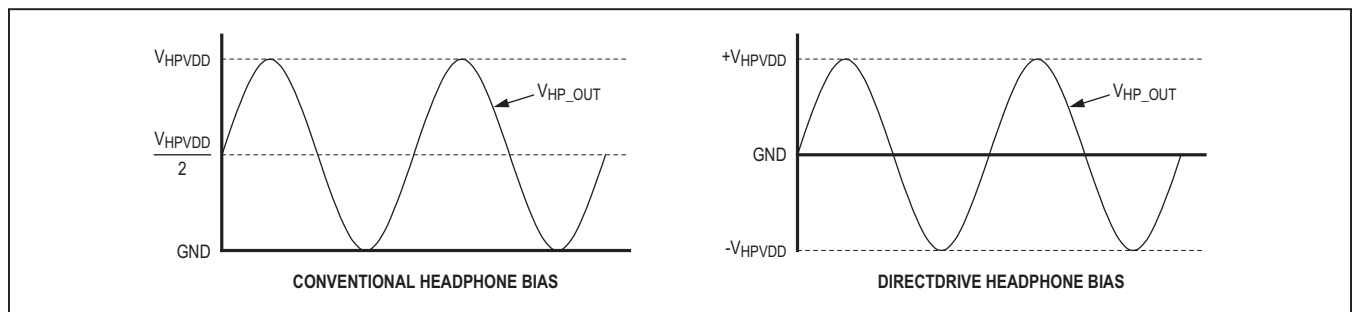 VHPVDD
VHP_OUT
VHPVDD
2
GND
CONVENTIONAL HEADPHONE BIAS
+VHPVDD
VHP_OUT
GND
-VHPVDD
DIRECTDRIVE HEADPHONE BIAS